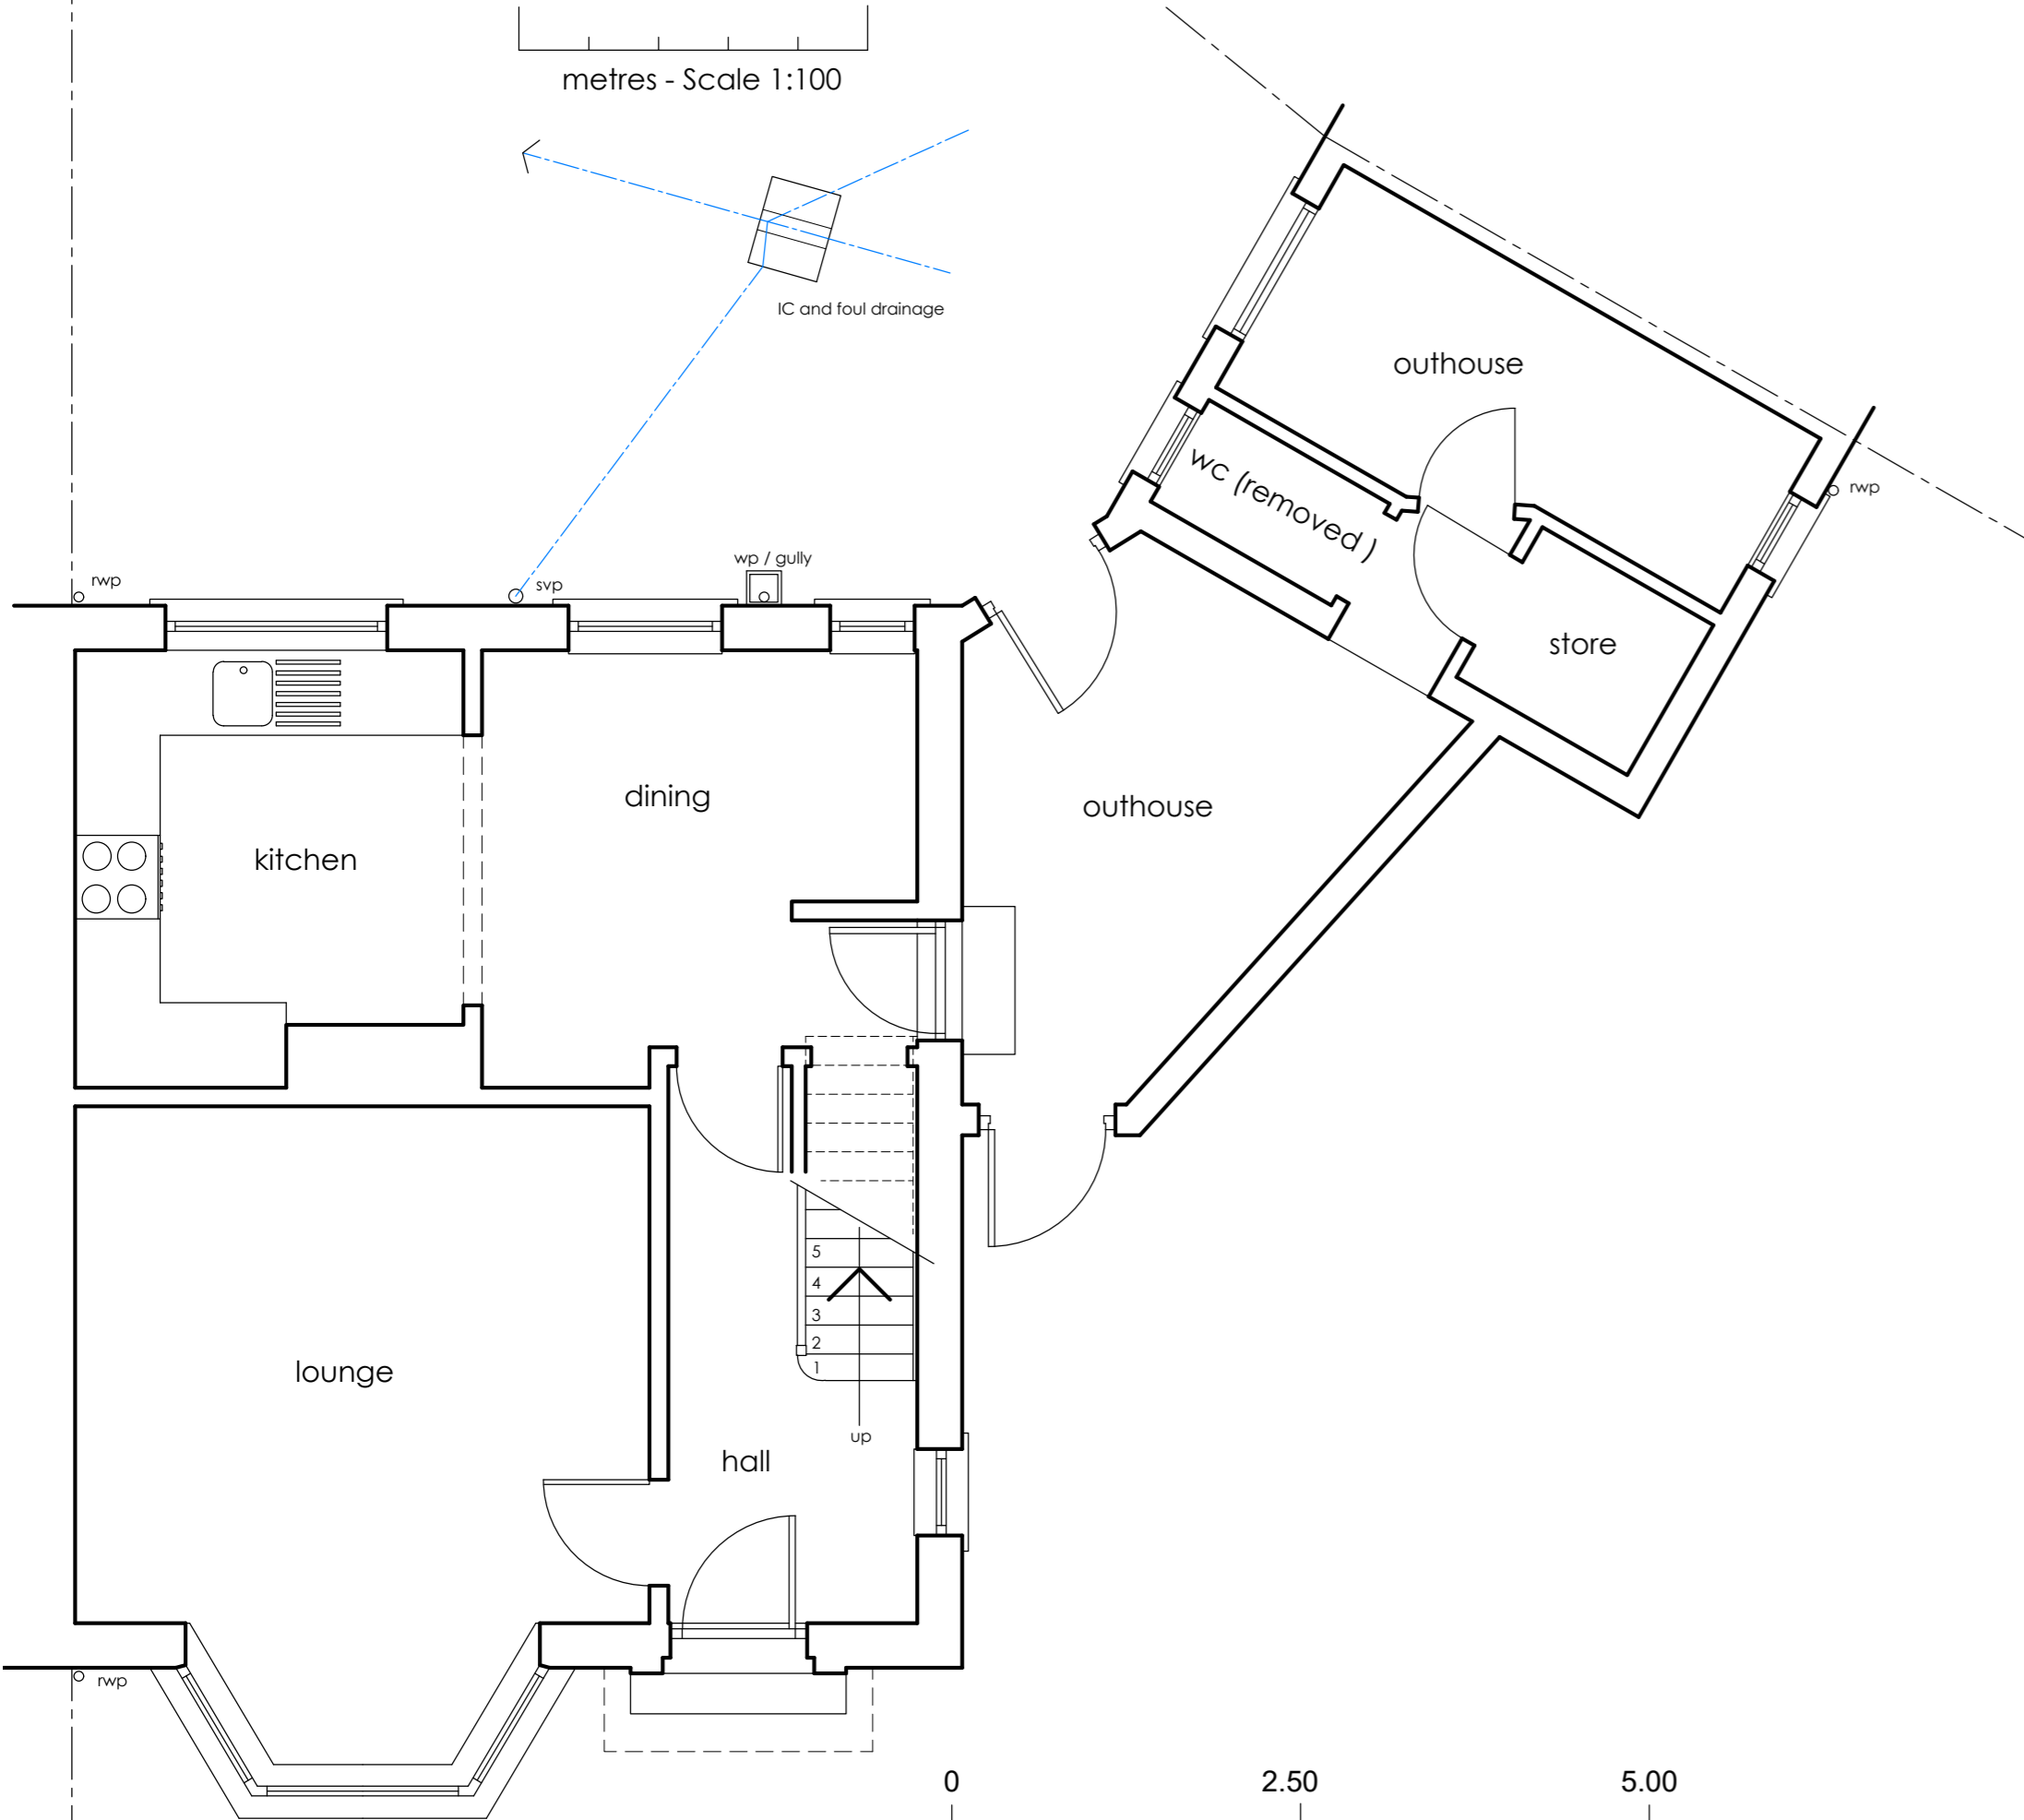 metres - Scale 1:100
IC and foul drainage
outhouse
wc (removed )
rwp
wp / gully
rwp
svp
store
dining
outhouse
kitchen
5
4
3
2
1
lounge
up
hall
rwp
0 2.50 5.00